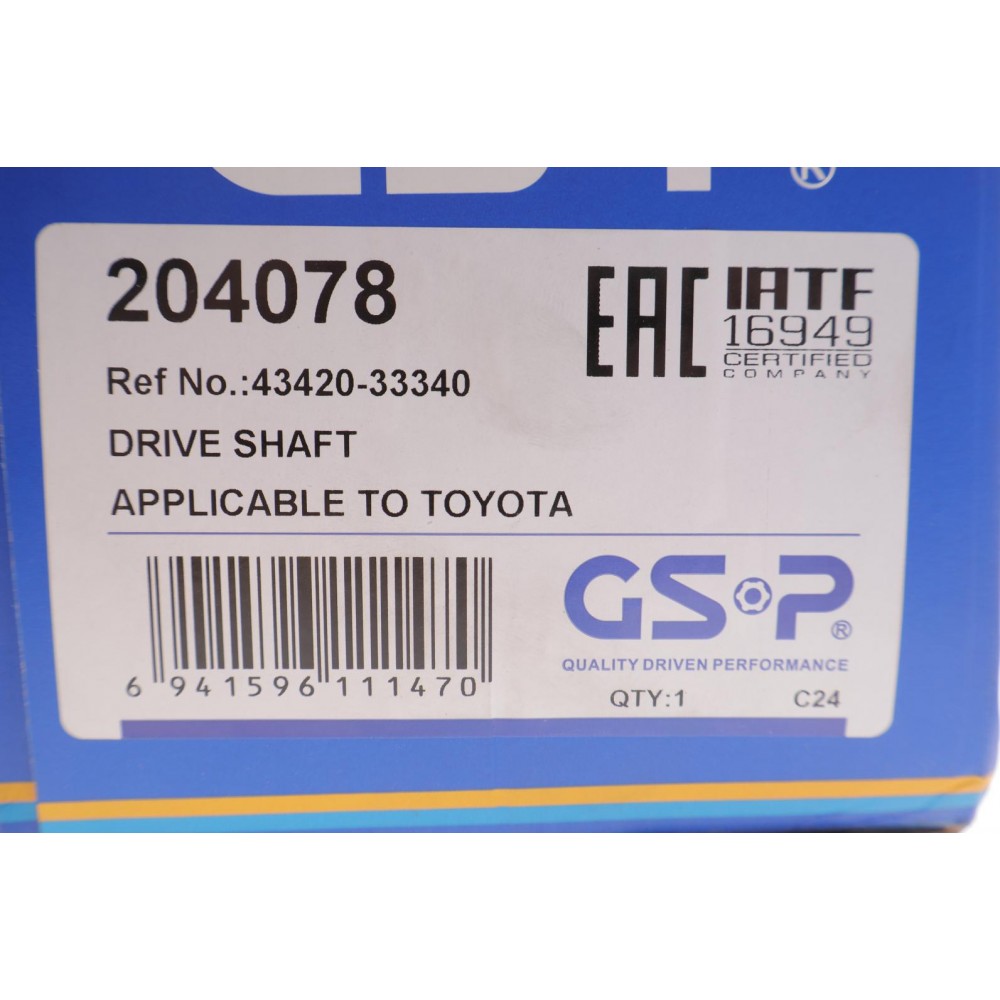 ®
204078
EAC
IATF
16949
CERTIFIED
COMPANY
Ref No.:43420-33340
DRIVE SHAFT
APPLICABLE TO TOYOTA
GSP®
QUALITY DRIVEN PERFORMANCE
6 941596 111470
QTY:1
C24